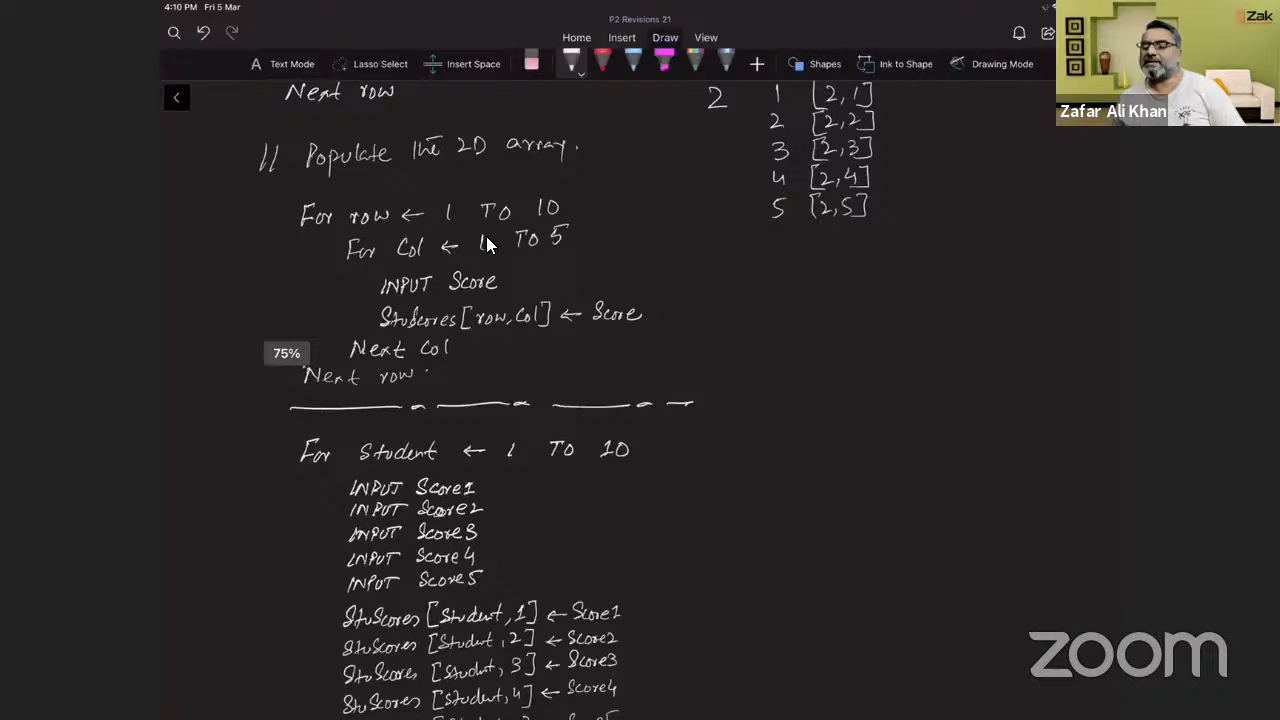 4:10 PM Fri 5 Mar
P2 Revisions 21
Home Insert Draw View
Text Mode Lasso Select Insert Space Shapes Ink to Shape Drawing Mode
Zak
Zafar Ali Khan
Next row
// Populate the 2D array.
For row ← 1 TO 10
For Col ← 1 TO 5
INPUT Score
StuScores[row,Col] ← Score
Next Col
Next row
75%
For Student ← 1 TO 10
INPUT Score1
INPUT Score2
INPUT Score3
INPUT Score4
INPUT Score5
StuScores [Student,1] ← Score1
StuScores [Student,2] ← Score2
StuScores [Student,3] ← Score3
StuScores [Student,4] ← Score4
2 1 [2,1]
2 [2,2]
3 [2,3]
4 [2,4]
5 [2,5]
zoom